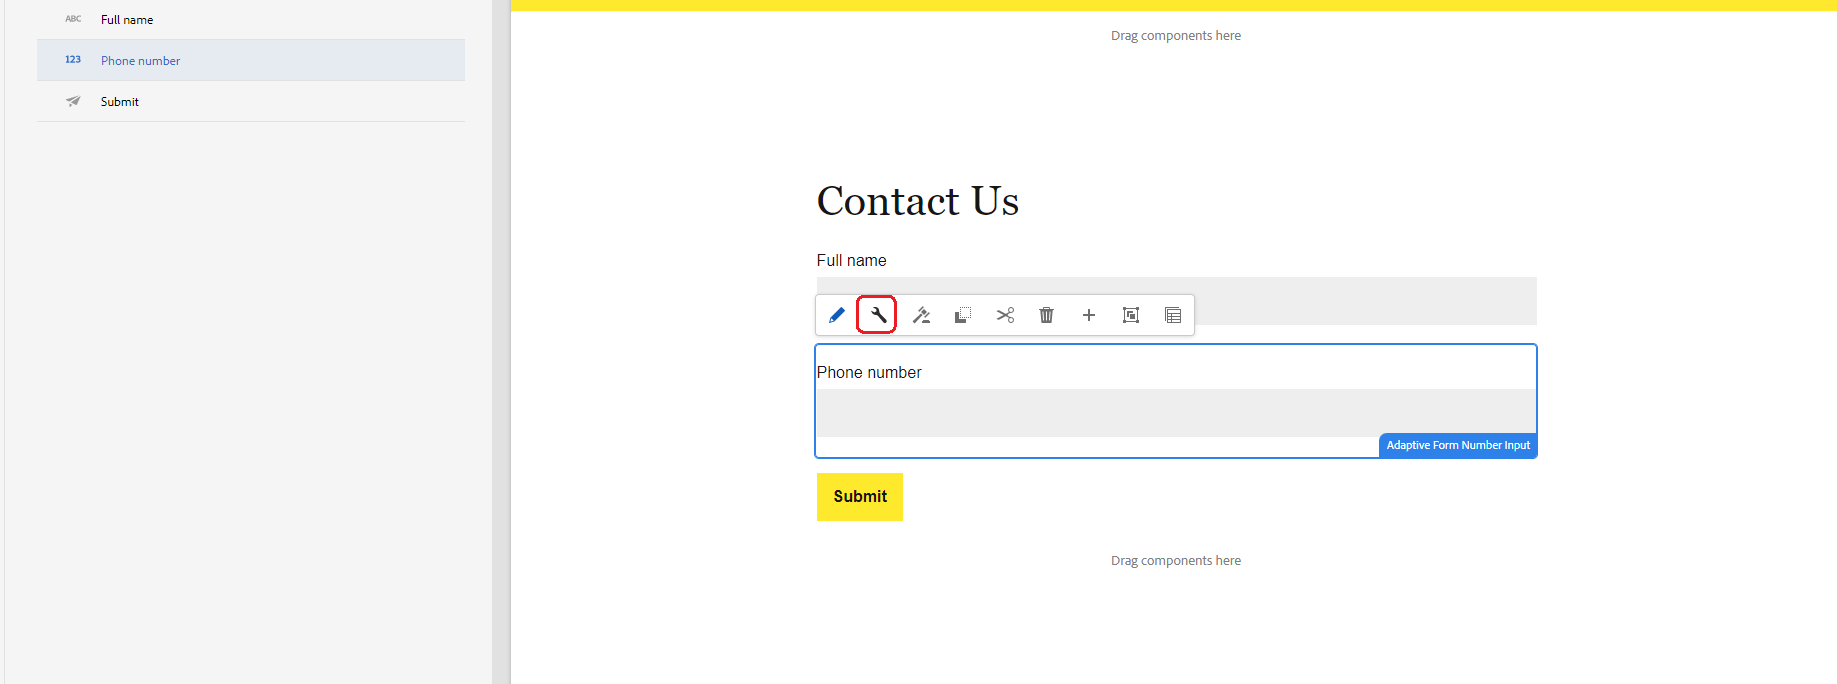 ABC Full name
123 Phone number
Submit
Drag components here
Contact Us
Full name
Phone number
Adaptive Form Number Input
Submit
Drag components here